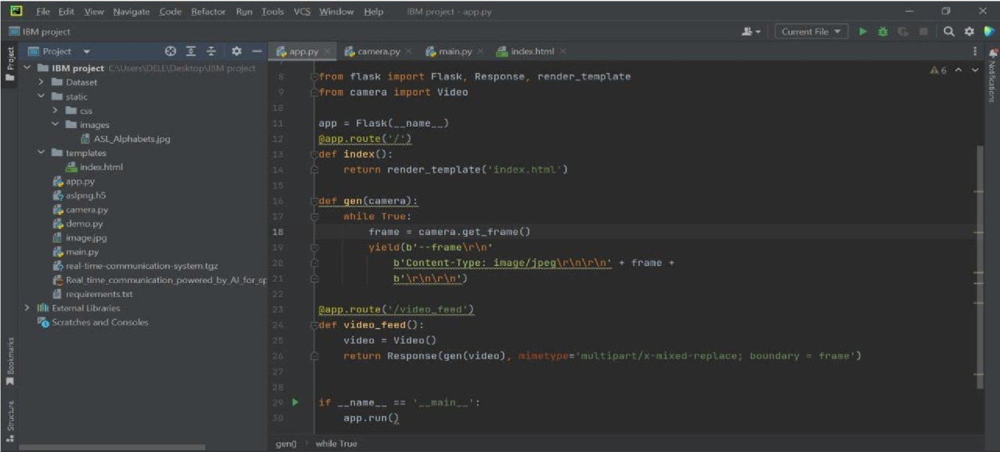 PC File Edit View Navigate Code Refactor Run Tools VCS Window Help IBM project - app.py
IBM project Current File
Project
Project
IBM project C:\Users\DELL\Desktop\IBM project
Dataset
static
css
images
ASL_Alphabets.jpg
templates
index.html
app.py
aslpng.h5
camera.py
demo.py
image.jpg
main.py
real-time-communication-system.tgz
Real_time_communication_powered_by_AI_for_sp
requirements.txt
External Libraries
Scratches and Consoles
Bookmarks
Structure
app.py camera.py main.py index.html
6
Notifications
8 from flask import Flask, Response, render_template
9 from camera import Video
10
11 app = Flask(__name__)
12 @app.route('/')
13 def index():
14 return render_template('index.html')
15
16 def gen(camera):
17 while True:
18 frame = camera.get_frame()
19 yield(b'--frame\r\n'
20 b'Content-Type: image/jpeg\r\n\r\n' + frame +
21 b'\r\n\r\n')
22
23 @app.route('/video_feed')
24 def video_feed():
25 video = Video()
26 return Response(gen(video), mimetype='multipart/x-mixed-replace; boundary = frame')
27
28
29 if __name__ == '__main__':
30 app.run()
gen() while True